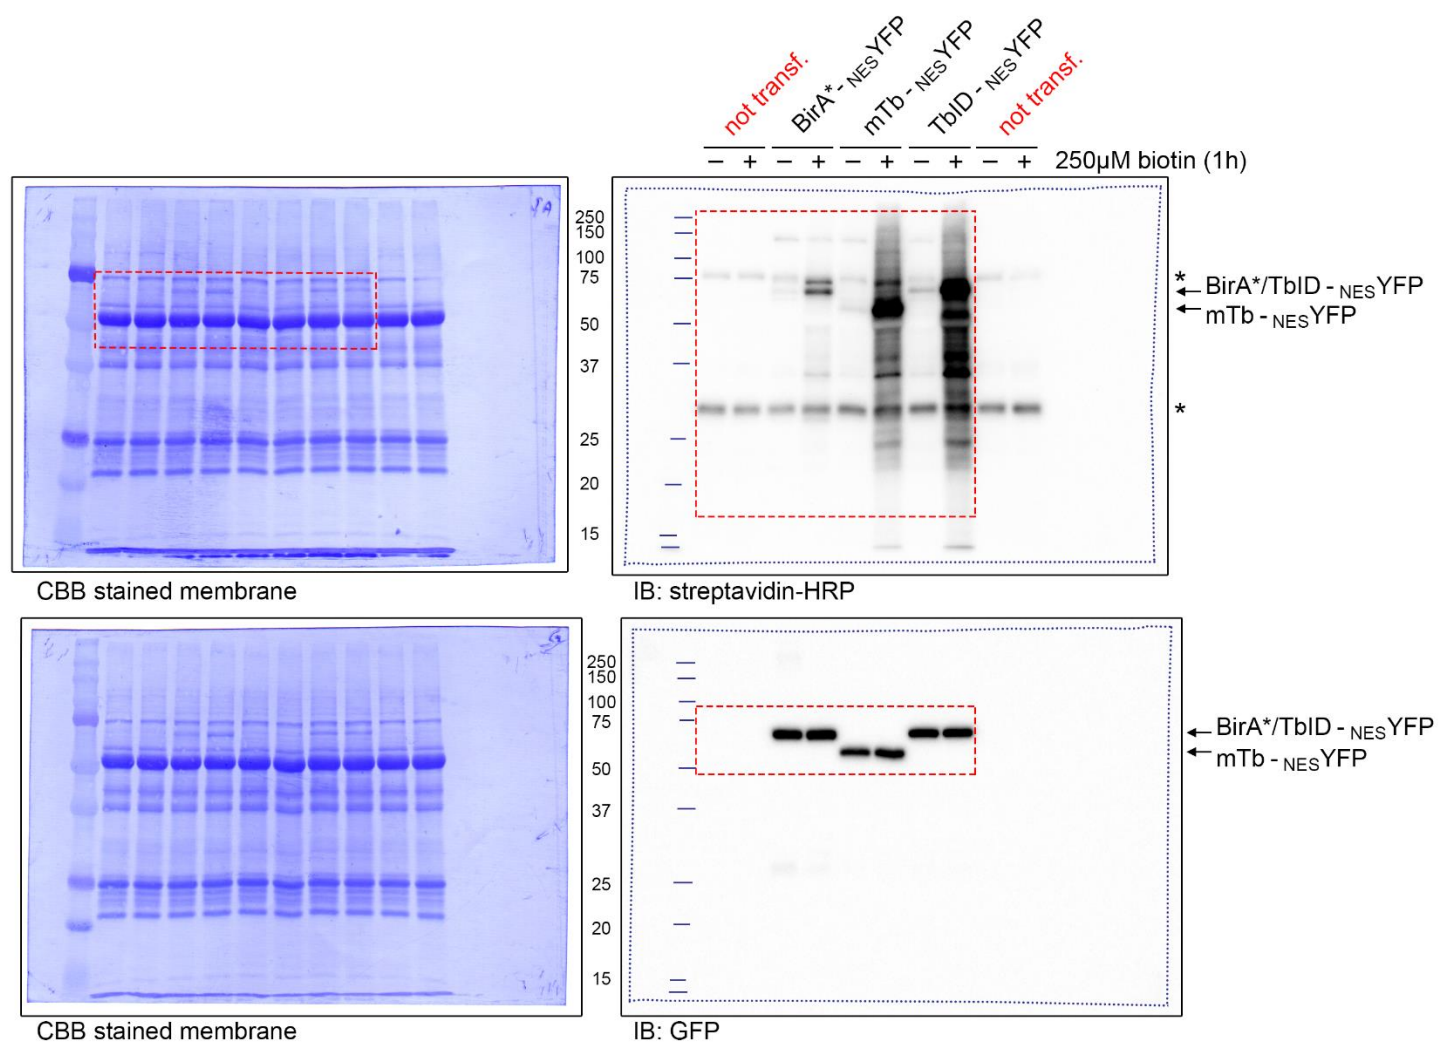 not transf.
BirA* - NESYFP
mTb - NESYFP
TbID - NESYFP
not transf.
– + – + – + – + – + 250µM biotin (1h)
250
150
100
75
50
37
25
20
15
*
BirA*/TbID - NESYFP
mTb - NESYFP
*
CBB stained membrane
IB: streptavidin-HRP
250
150
100
75
50
37
25
20
15
BirA*/TbID - NESYFP
mTb - NESYFP
CBB stained membrane
IB: GFP